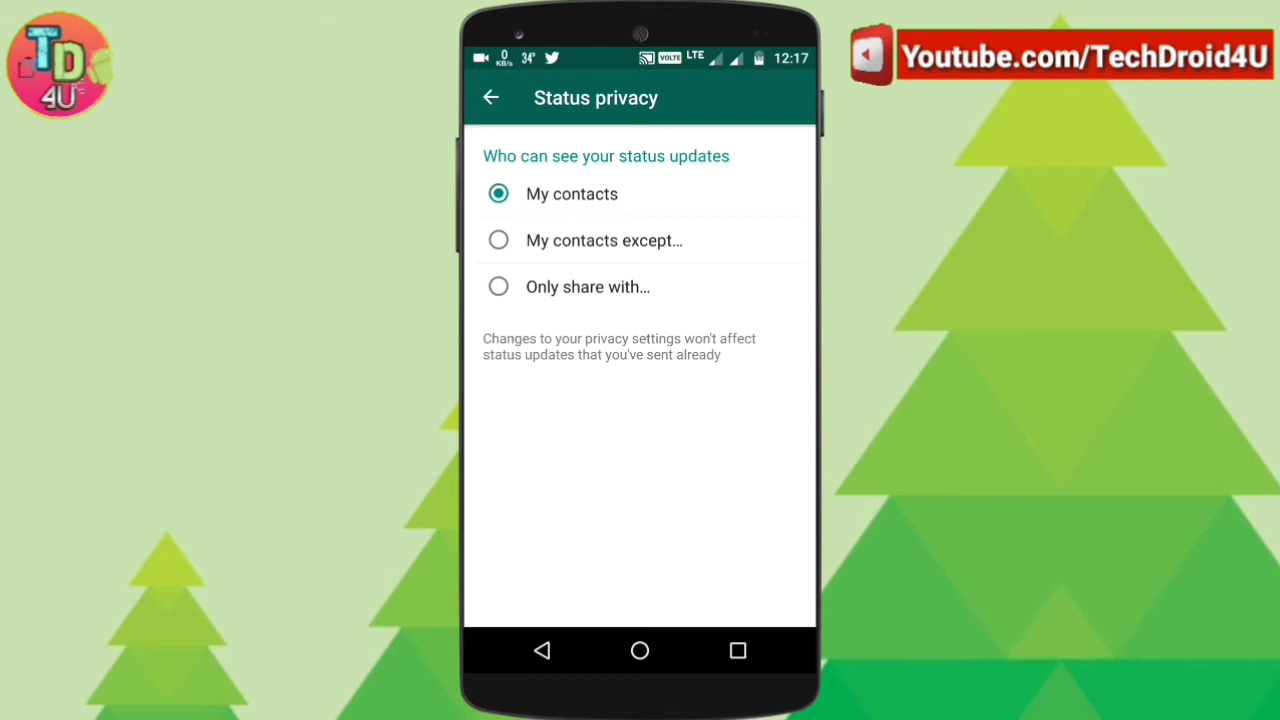 TD
4U
Youtube.com/TechDroid4U
0
KB/s
34°
VOLTE
LTE
12:17
Status privacy
Who can see your status updates
My contacts
My contacts except...
Only share with...
Changes to your privacy settings won't affect
status updates that you've sent already